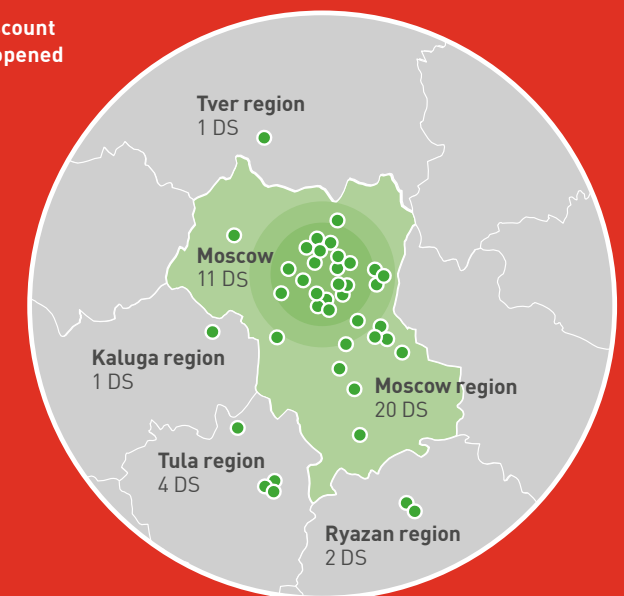 count
opened
Tver region
1 DS
Moscow
11 DS
Kaluga region
1 DS
Moscow region
20 DS
Tula region
4 DS
Ryazan region
2 DS